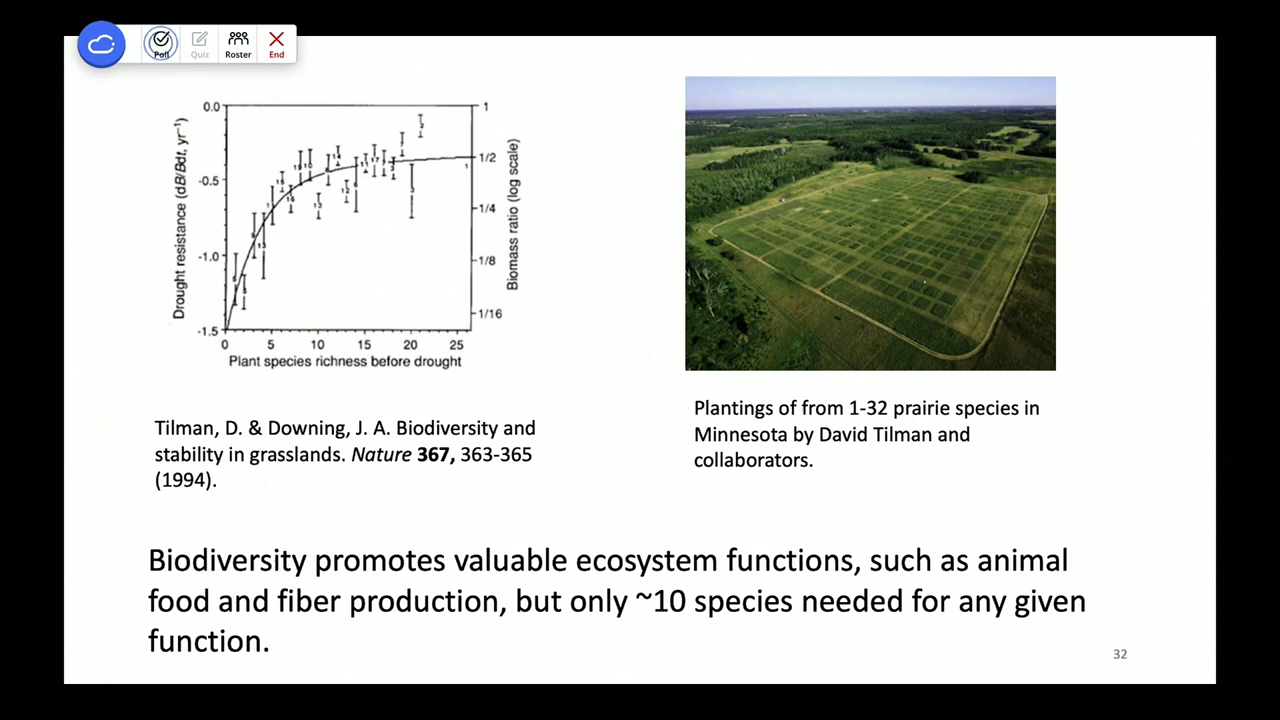 Poll
Quiz
Roster
End
0.0
-0.5
-1.0
-1.5
Drought resistance (dB/Bdt, yr⁻¹)
0
5
10
15
20
25
Plant species richness before drought
1
1/2
1/4
1/8
1/16
Biomass ratio (log scale)
Tilman, D. & Downing, J. A. Biodiversity and
stability in grasslands. Nature 367, 363-365
(1994).
Plantings of from 1-32 prairie species in
Minnesota by David Tilman and
collaborators.
Biodiversity promotes valuable ecosystem functions, such as animal
food and fiber production, but only ~10 species needed for any given
function.
32